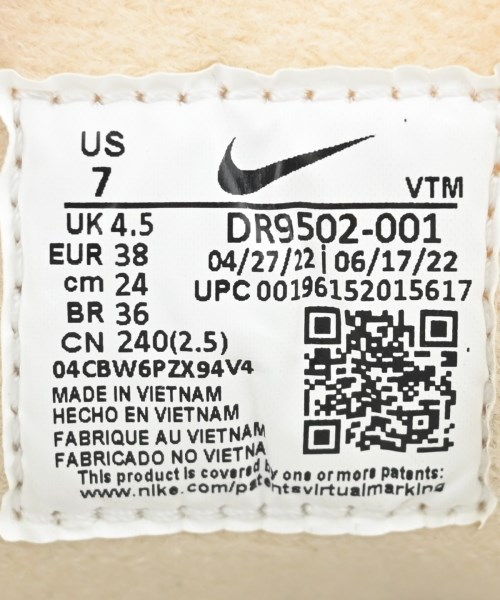 US
7
VTM
UK 4.5
EUR 38
cm 24
BR 36
CN 240(2.5)
DR9502-001
04/27/22 | 06/17/22
UPC 00196152015617
04CBW6PZX94V4
MADE IN VIETNAM
HECHO EN VIETNAM
FABRIQUE AU VIETNAM
FABRICADO NO VIETNA
This product is covered by one or more patents:
www.nike.com/patentsvirtualmarking